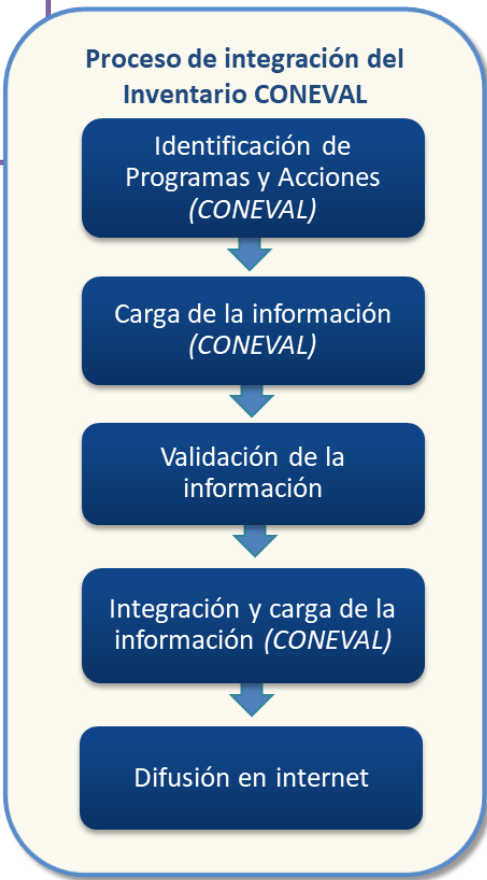 Proceso de integración del
Inventario CONEVAL
Identificación de
Programas y Acciones
(CONEVAL)
Carga de la información
(CONEVAL)
Validación de la
información
Integración y carga de la
información (CONEVAL)
Difusión en internet